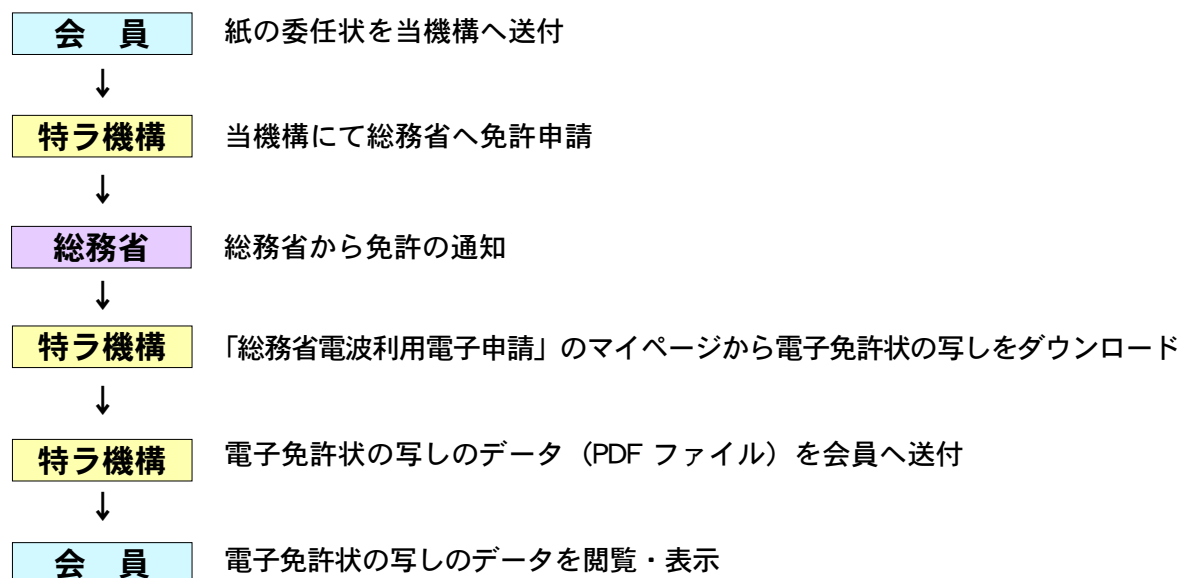 会　員　紙の委任状を当機構へ送付
↓
特ラ機構　当機構にて総務省へ免許申請
↓
総務省　総務省から免許の通知
↓
特ラ機構　「総務省電波利用電子申請」のマイページから電子免許状の写しをダウンロード
↓
特ラ機構　電子免許状の写しのデータ（PDF ファイル）を会員へ送付
↓
会　員　電子免許状の写しのデータを閲覧・表示